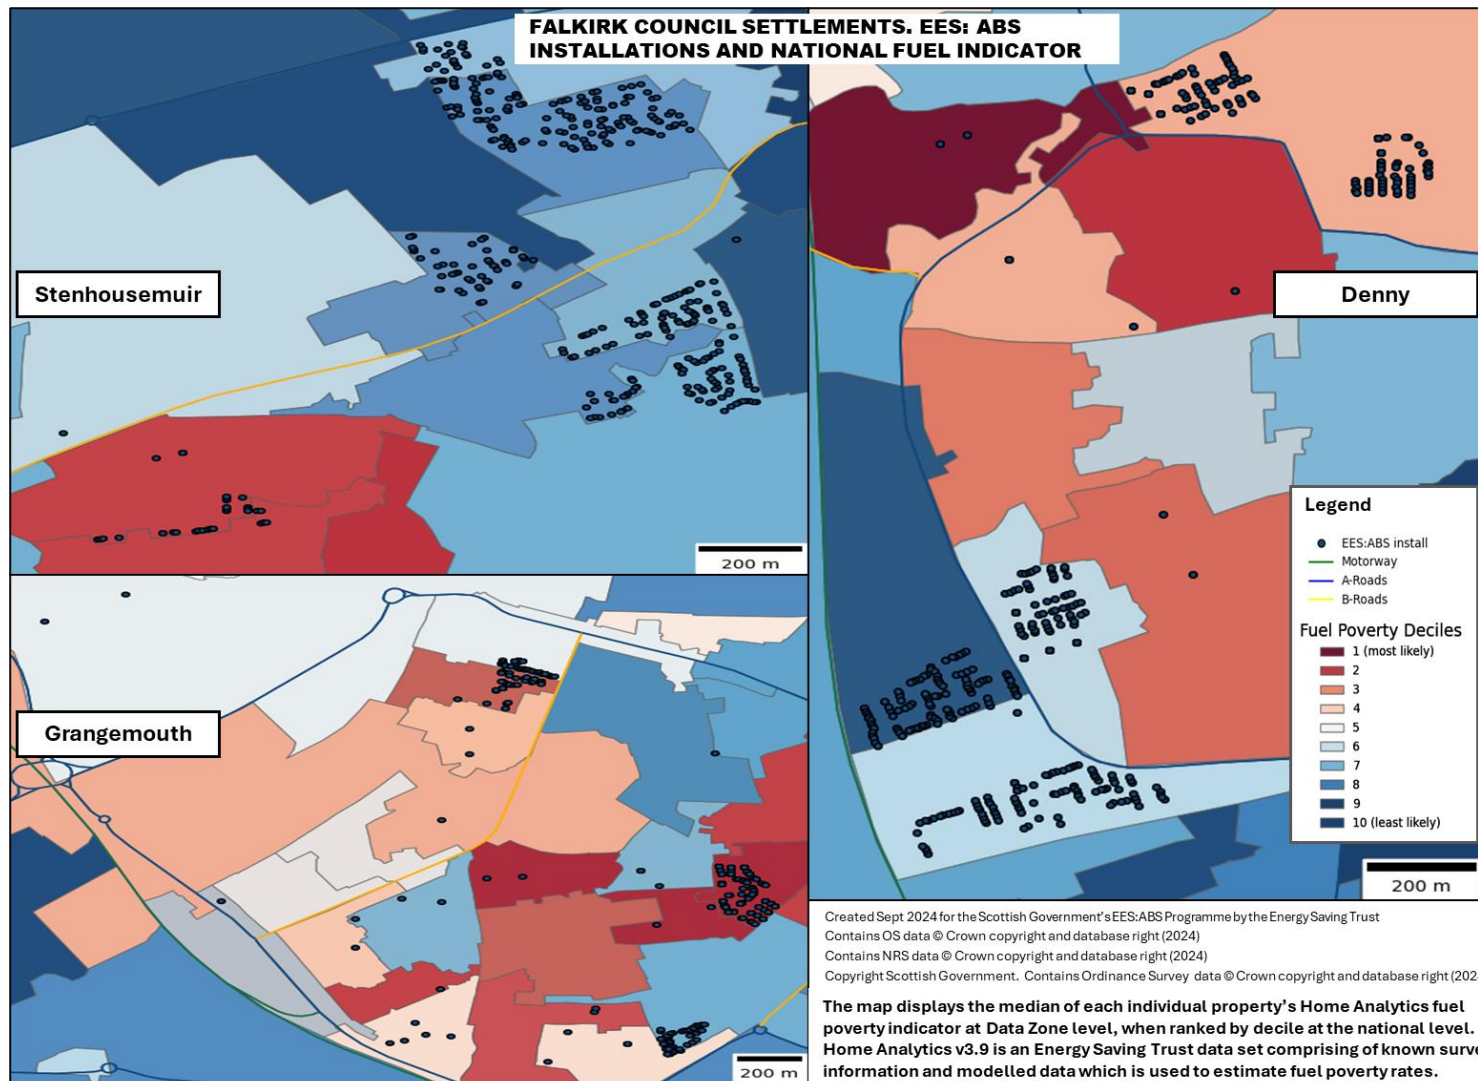 FALKIRK COUNCIL SETTLEMENTS. EES: ABS
INSTALLATIONS AND NATIONAL FUEL INDICATOR
Stenhousemuir
200 m
Grangemouth
200 m
Denny
Legend
EES:ABS install
Motorway
A-Roads
B-Roads
Fuel Poverty Deciles
1 (most likely)
2
3
4
5
6
7
8
9
10 (least likely)
200 m
Created Sept 2024 for the Scottish Government's EES:ABS Programme by the Energy Saving Trust
Contains OS data © Crown copyright and database right (2024)
Contains NRS data © Crown copyright and database right (2024)
Copyright Scottish Government. Contains Ordinance Survey data © Crown copyright and database right
The map displays the median of each individual property's Home Analytics fuel
poverty indicator at Data Zone level, when ranked by decile at the national level.
Home Analytics v3.9 is an Energy Saving Trust data set comprising of known
information and modelled data which is used to estimate fuel poverty rates.